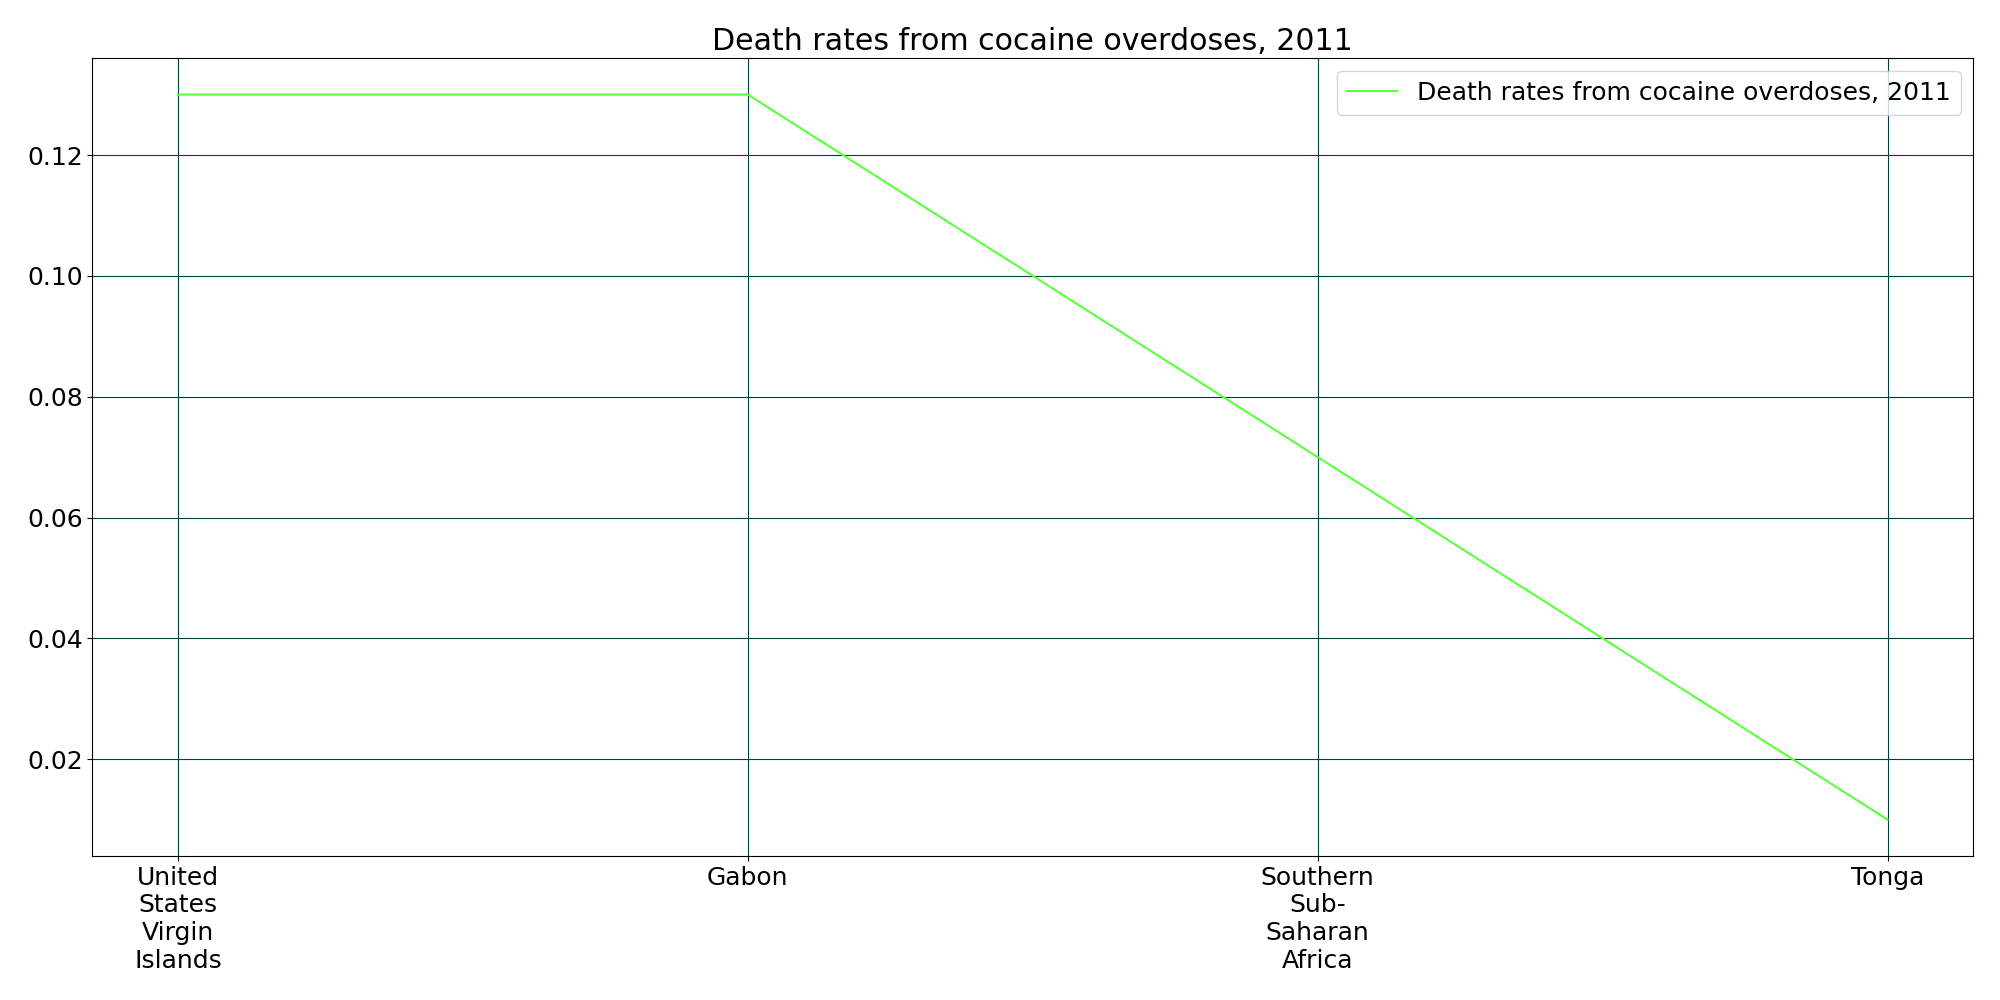 Death rates from cocaine overdoses, 2011
Death rates from cocaine overdoses, 2011
0.12
0.10
0.08
0.06
0.04
0.02
United
States
Virgin
Islands
Gabon
Southern
Sub-
Saharan
Africa
Tonga